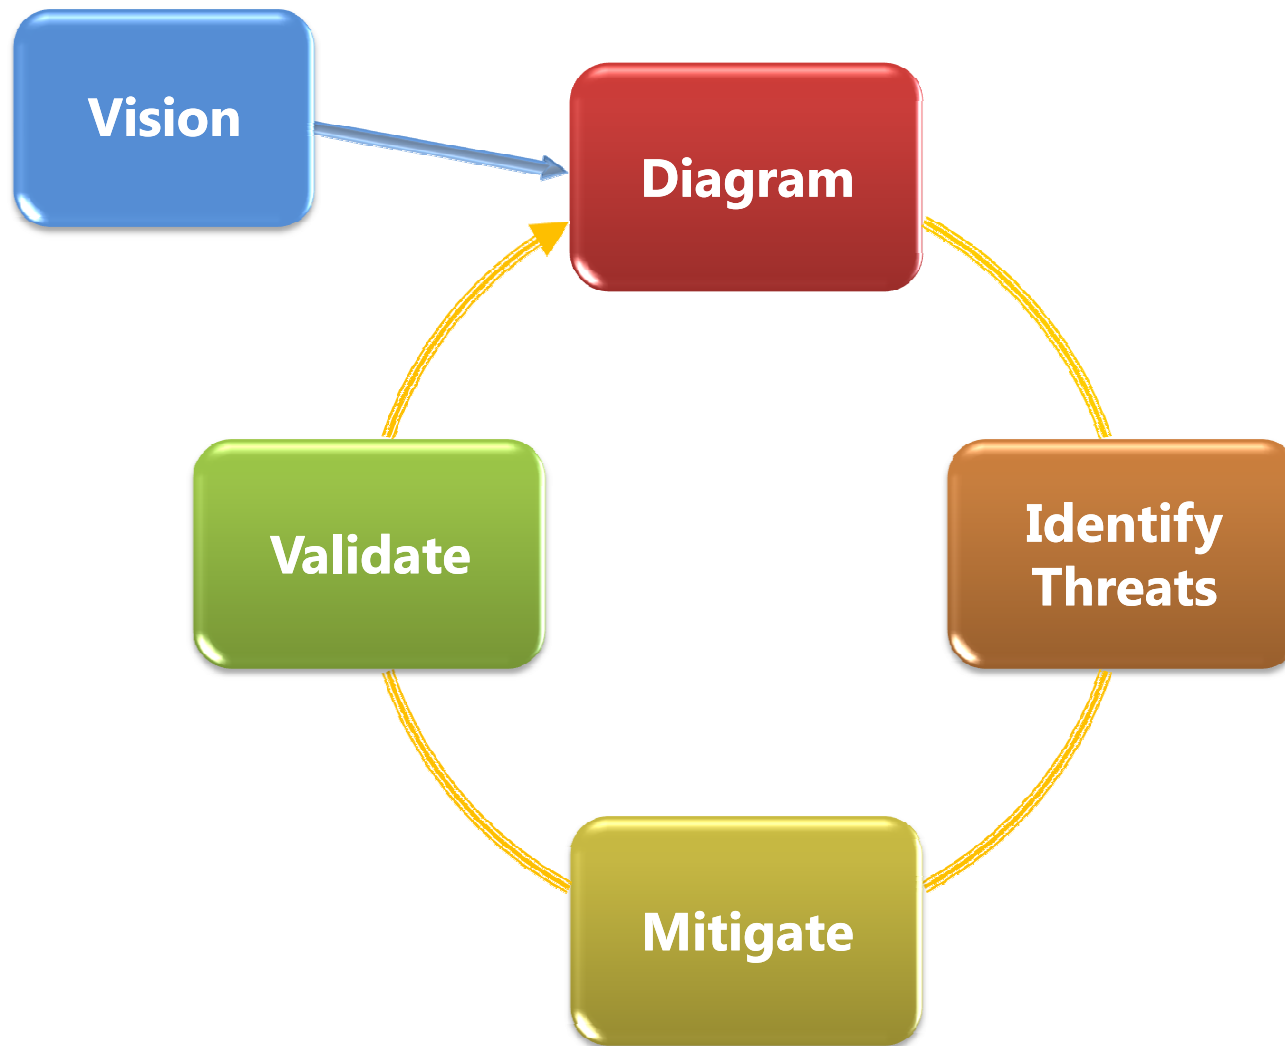 Vision
Diagram
Identify
Threats
Mitigate
Validate